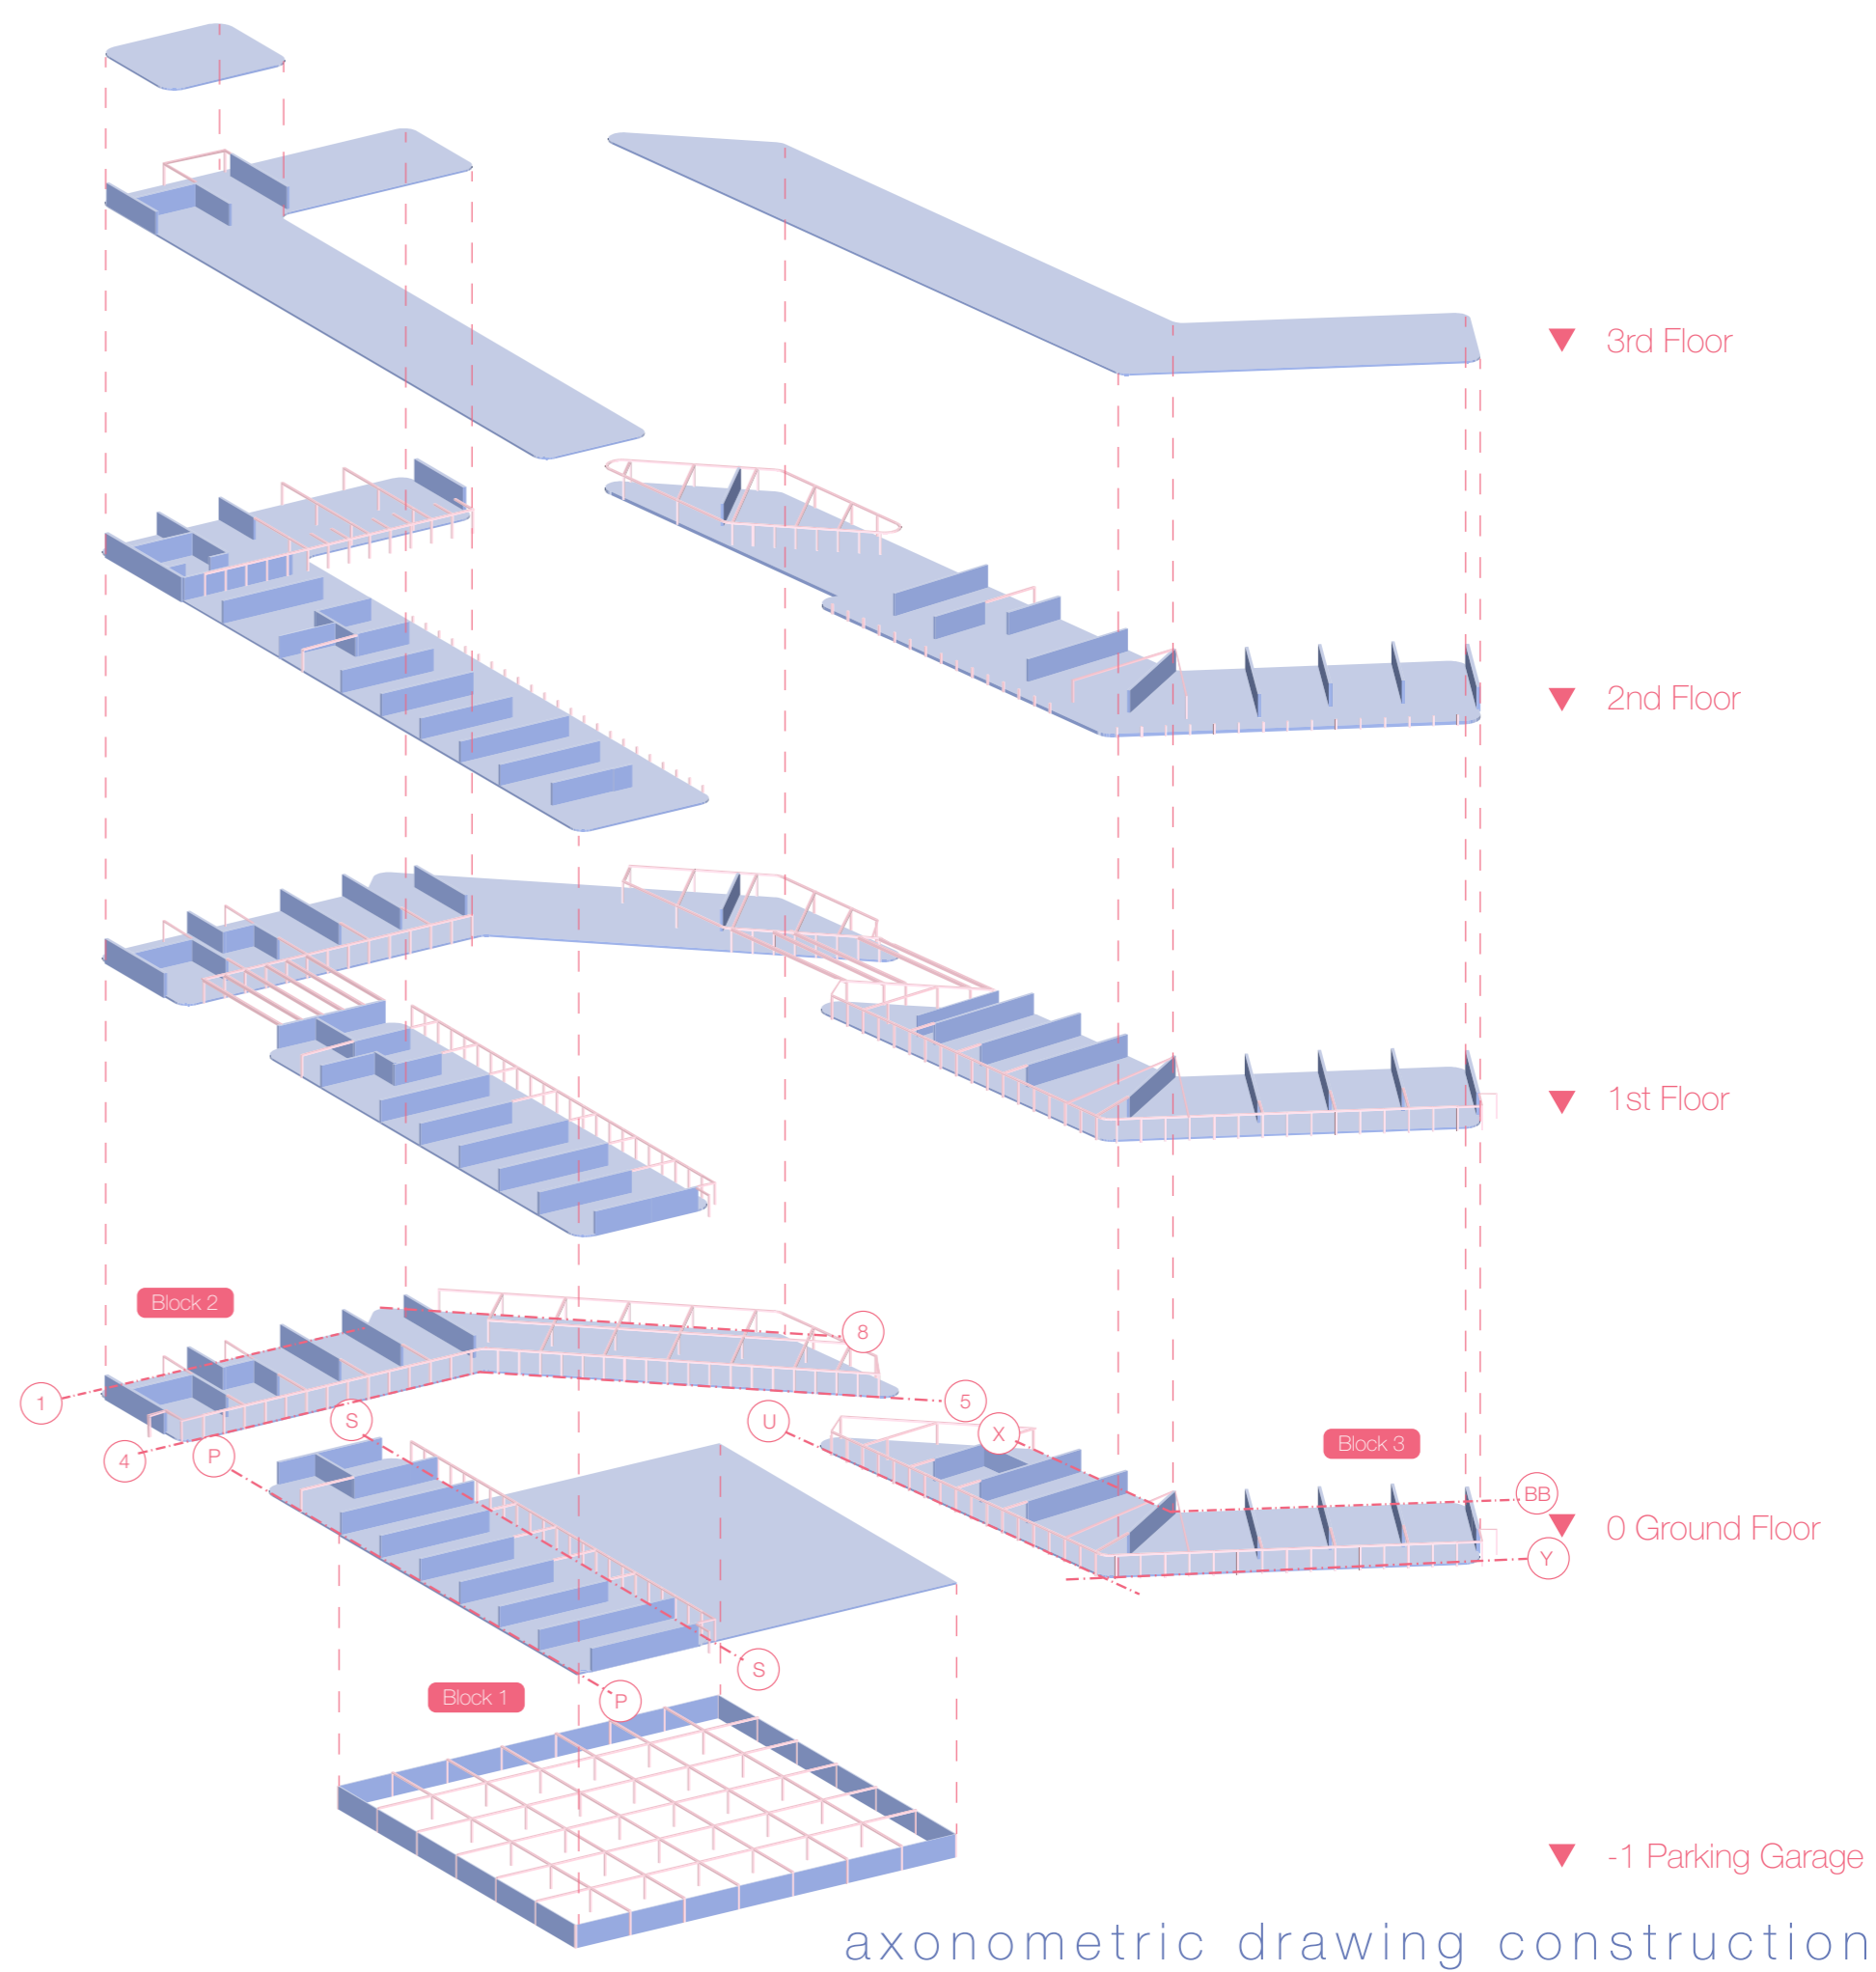 3rd Floor
2nd Floor
1st Floor
Block 2
8
1
5
S
U
X
4
P
Block 3
BB
0 Ground Floor
Y
S
Block 1
P
-1 Parking Garage
axonometric drawing construction